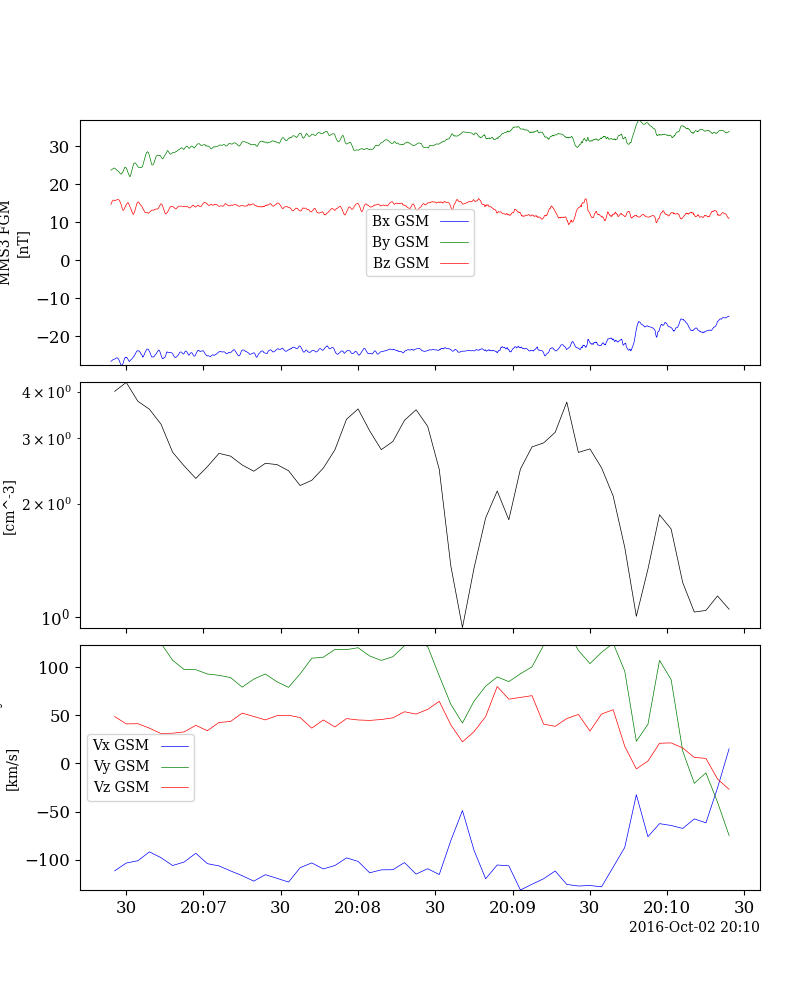 30
20
10
0
−10
−20
MMS3 FGM
[nT]
Bx GSM
By GSM
Bz GSM
4 × 10⁰
3 × 10⁰
2 × 10⁰
10⁰
[cm^-3]
100
50
0
−50
−100
[km/s]
Vx GSM
Vy GSM
Vz GSM
30 20:07 30 20:08 30 20:09 30 20:10 30
2016-Oct-02 20:10